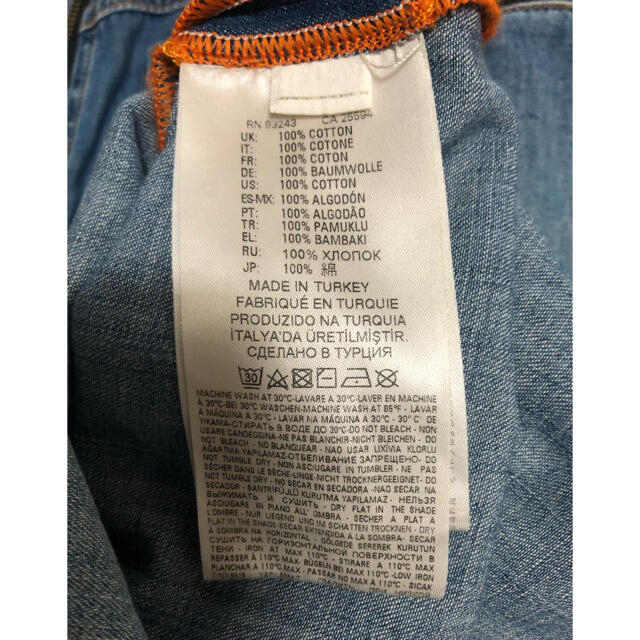 RN 93243 CA 25594
UK: 100% COTTON
IT: 100% COTONE
FR: 100% COTON
DE: 100% BAUMWOLLE
US: 100% COTTON
ES-MX: 100% ALGODÓN
PT: 100% ALGODÃO
TR: 100% PAMUKLU
EL: 100% BAMBAKI
RU: 100% ХЛОПОК
JP: 100% 綿
MADE IN TURKEY
FABRIQUÉ EN TURQUIE
PRODUZIDO NA TURQUIA
İTALYA'DA ÜRETİLMİŞTİR.
СДЕЛАНО В ТУРЦИЯ
30
MACHINE WASH AT 30°C-LAVARE A 30°C-LAVER EN MACHINE
A 30°C-BEI 30°C WASCHEN-MACHINE WASH AT 85°F - LAVAR
A MÁQUINA A 30°C - LAVAR À MÁQUINA A 30°C - 30° C' DE
YIKAMA-СТИРАТЬ В ВОДЕ ДО 30°C-DO NOT BLEACH - NON
USARE CANDEGGINA-NE PAS BLANCHIR-NICHT BLEICHEN - DO
NOT BLEACH - NO BLANQUEAR - NAO USAR LIXÍVIA KLORLU
AĞARTMA YAPILAMAZ-ОТБЕЛИВАНИЕ ЗАПРЕЩЕНО- DO
NOT TUMBLE DRY - NON ASCIUGARE IN TUMBLER - NE PAS
SÉCHER DANS LE SÈCHE-LINGE-NICHT TROCKNERGEEIGNET- DO
NOT TUMBLE DRY -NO SECAR EN SECADORA -NAO SECAR NA
SECADOR - SANTRIFÜJLÜ KURUTMA YAPILMAZ - НЕЛЬЗЯ
ВЫЖИМАТЬ И СУШИТЬ - DRY FLAT IN THE SHADE
ASCIUGARE IN PIANO ALL'OMBRA - SÉCHER A PLAT A
L'OMBRE - NUR LIEGEND UND IM SCHATTEN TROCKNEN - DRY
FLAT IN THE SHADE-SECAR EXTENDIDA A LA SOMBRA - SECAR
A SOMBRA NA HORIZONTAL - GÖLGEDE SEREREK KURUTUN
СУШИТЬ НА ГОРИЗОНТАЛЬНОЙ ПОВЕРХНОСТИ В
ТЕНИ - IRON AT MAX 110°C - STIRARE A 110°C MAX
REPASSER À 110°C MAX- BÜGELN BEI MAX 110°C -LOW IRON
PLANCHAR A 110°C MAX - PASSAR NO MAX A 110°C - SICAK